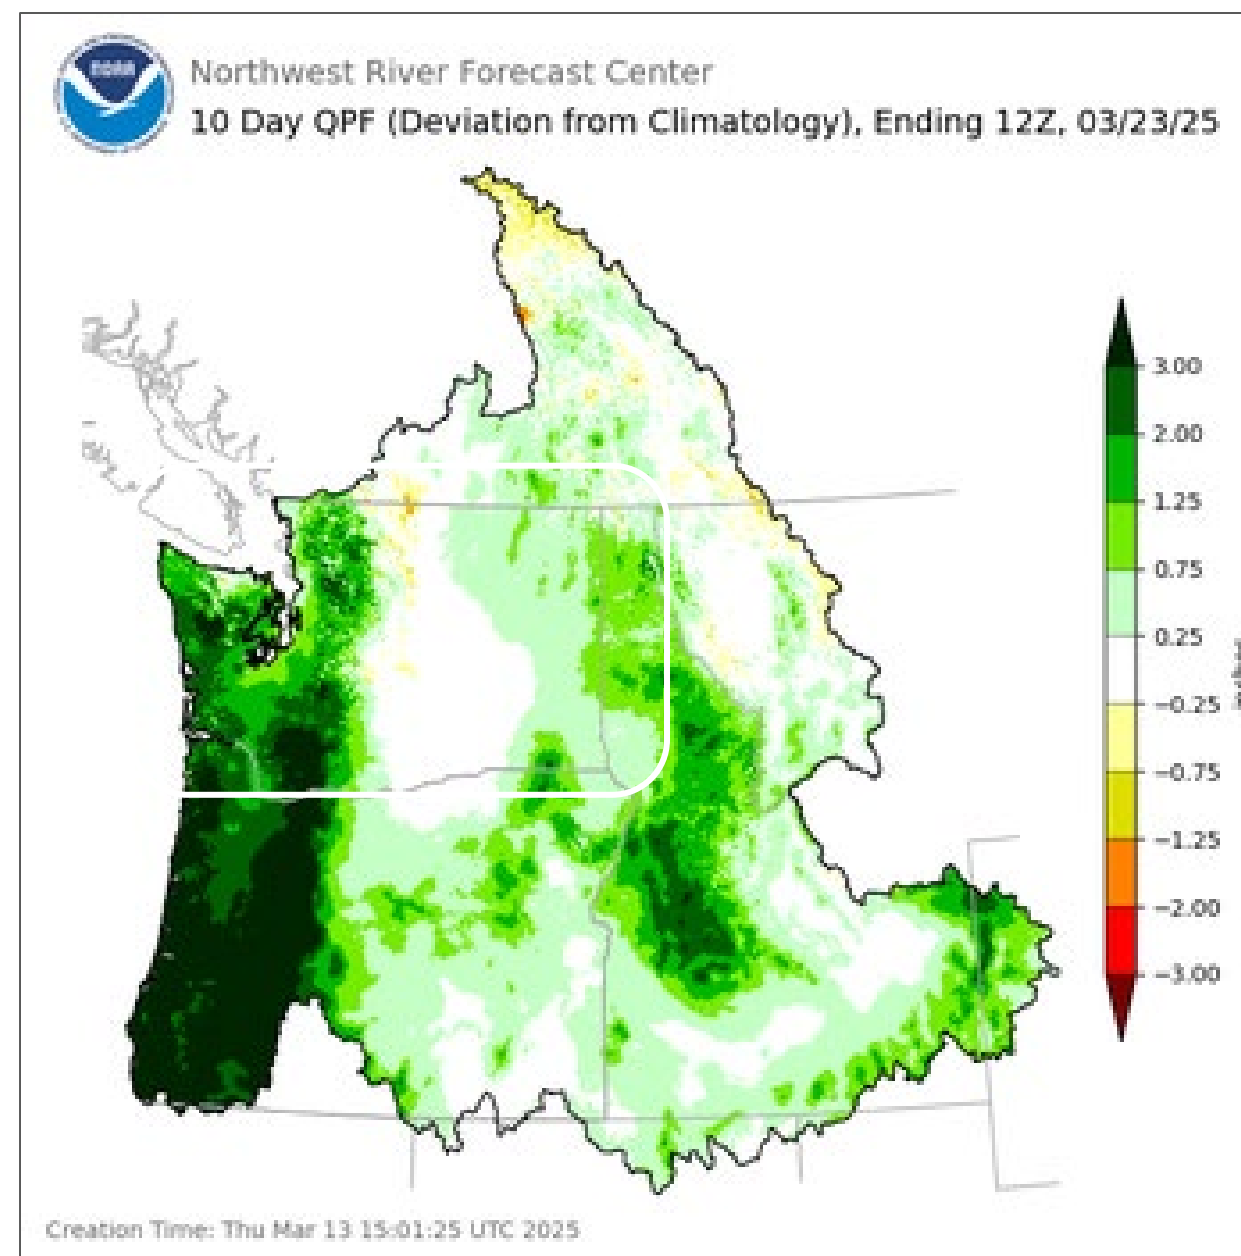 NOAA
Northwest River Forecast Center
10 Day QPF (Deviation from Climatology), Ending 12Z, 03/23/25
3.00
2.00
1.25
0.75
0.25
−0.25
−0.75
−1.25
−2.00
−3.00
Creation Time: Thu Mar 13 15:01:25 UTC 2025